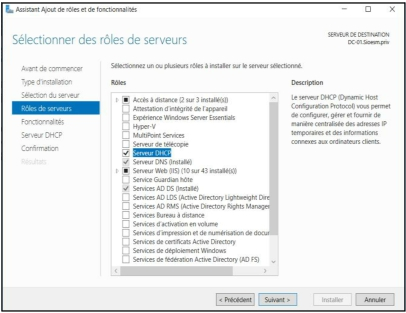 Assistant Ajout de rôles et de fonctionnalités
Sélectionner des rôles de serveurs
SERVEUR DE DESTINATION
DC-01.Sioesm.priv
Avant de commencer
Type d'installation
Sélection du serveur
Rôles de serveurs
Fonctionnalités
Serveur DHCP
Confirmation
Résultats
Sélectionnez un ou plusieurs rôles à installer sur le serveur sélectionné.
Rôles
Accès à distance (2 sur 3 installé(s))
Attestation d'intégrité de l'appareil
Expérience Windows Server Essentials
Hyper-V
MultiPoint Services
Serveur de télécopie
Serveur DHCP
Serveur DNS (Installé)
Serveur Web (IIS) (10 sur 43 installé(s))
Service Guardian hôte
Services AD DS (Installé)
Services AD LDS (Active Directory Lightweight Dire
Services AD RMS (Active Directory Rights Manager
Services Bureau à distance
Services d'activation en volume
Services d'impression et de numérisation de docur
Services de certificats Active Directory
Services de déploiement Windows
Services de fédération Active Directory (AD FS)
Description
Le serveur DHCP (Dynamic Host
Configuration Protocol) vous permet
de configurer, gérer et fournir de
manière centralisée des adresses IP
temporaires et des informations
connexes aux ordinateurs clients.
< Précédent
Suivant >
Installer
Annuler